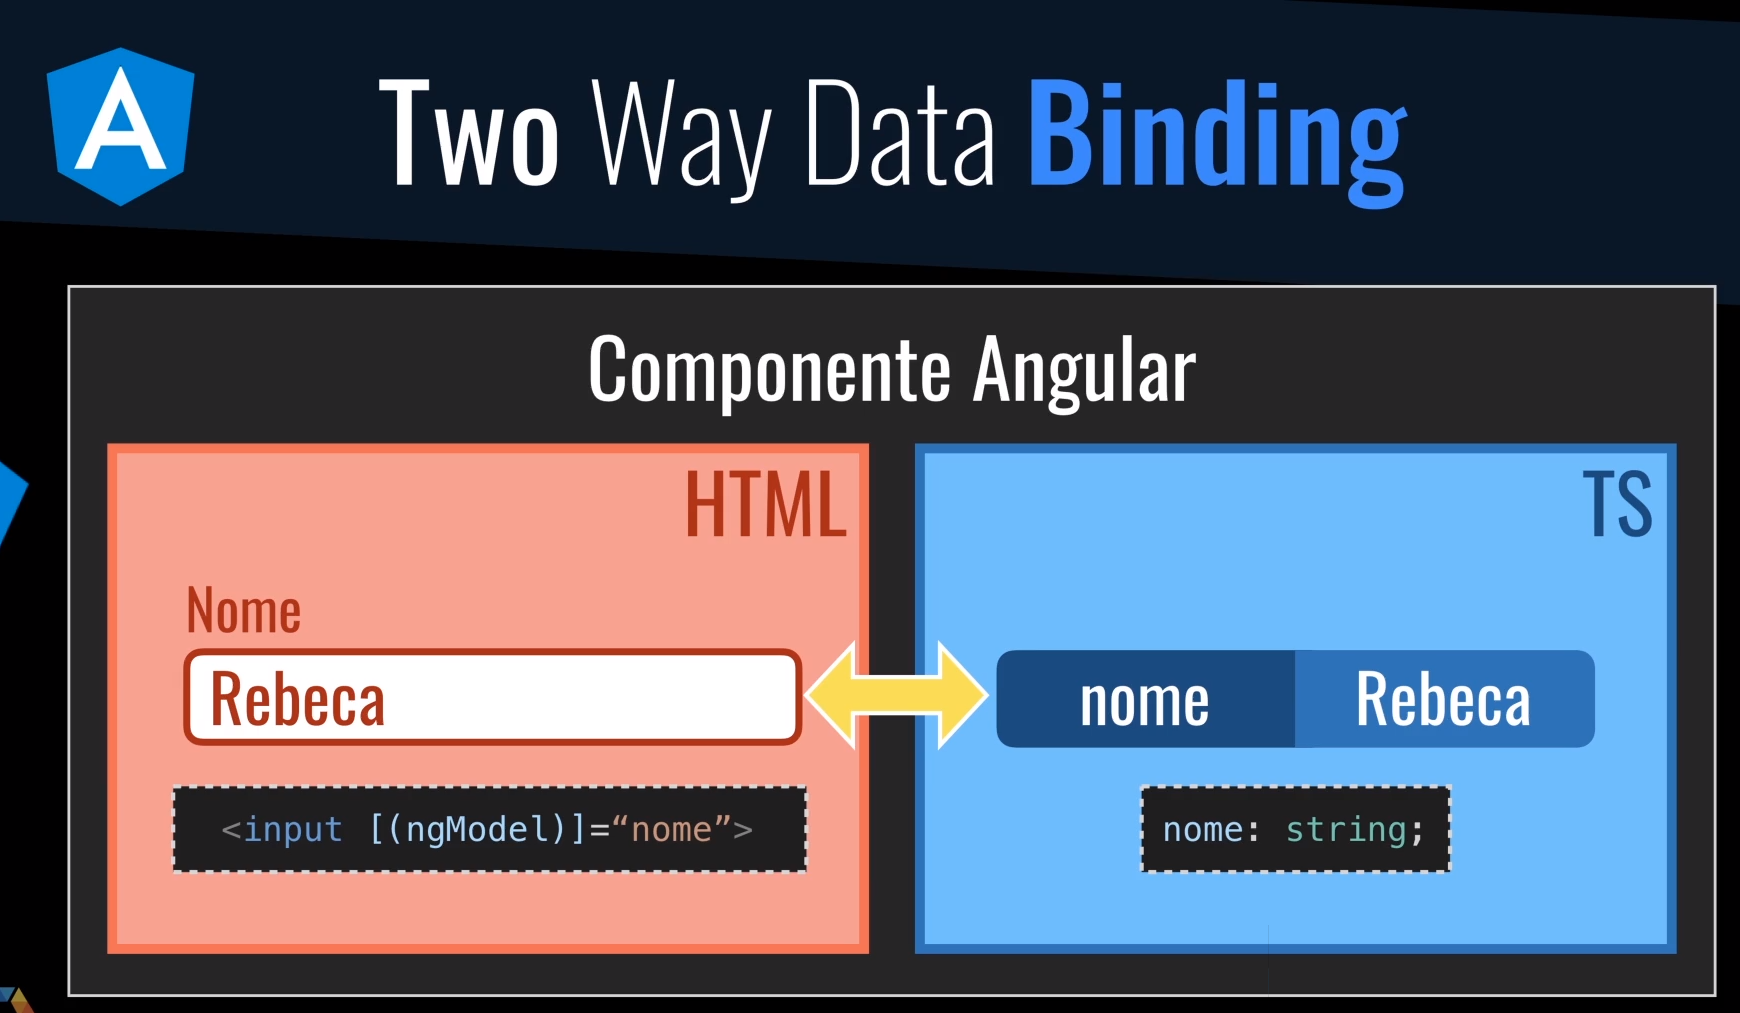 A
Two Way Data Binding
Componente Angular
HTML
Nome
Rebeca
<input [(ngModel)]=“nome”>
TS
nome Rebeca
nome: string;